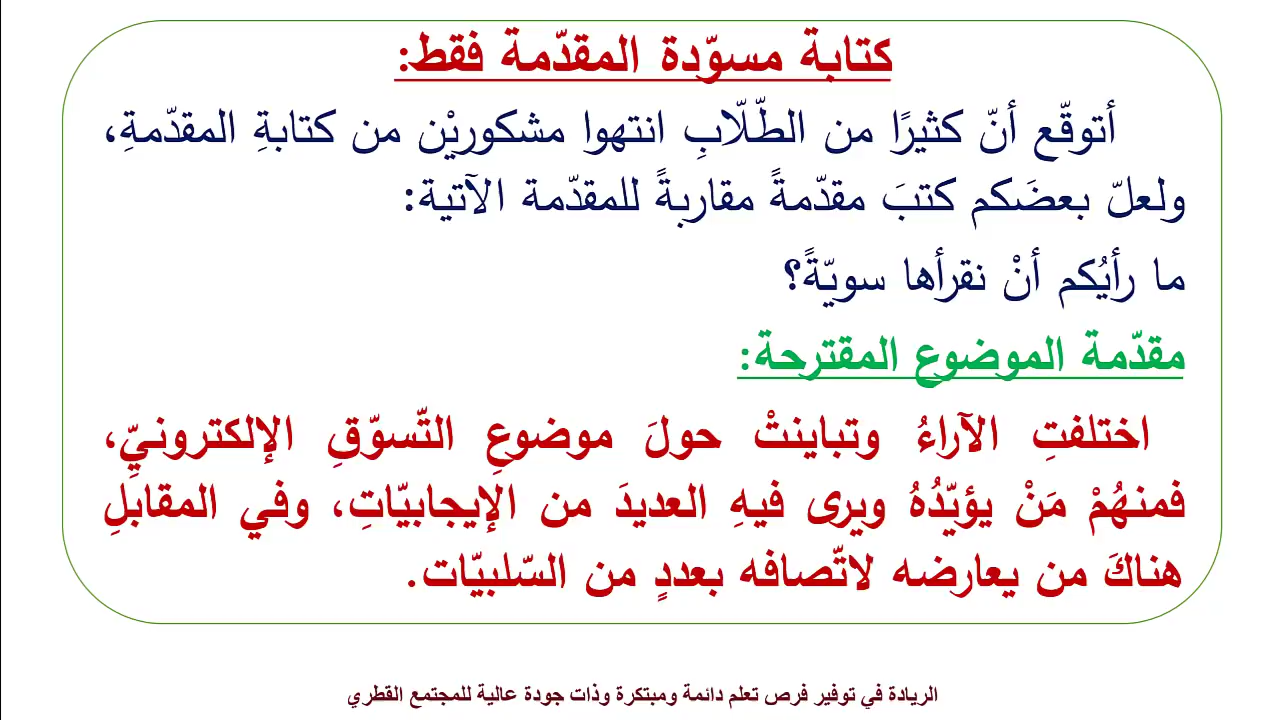 كتابة مسوّدة المقدّمة فقط:
أتوقّع أنّ كثيرًا من الطّلّابِ انتهوا مشكوريْن من كتابةِ المقدّمةِ،
ولعلّ بعضَكم كتبَ مقدّمةً مقاربةً للمقدّمة الآتية:
ما رأيُكم أنْ نقرأها سويّةً؟
مقدّمة الموضوع المقترحة:
اختلفتِ الآراءُ وتباينتْ حولَ موضوعِ التّسوّقِ الإلكترونيِّ،
فمنهُمْ مَنْ يؤيّدُهُ ويرى فيهِ العديدَ من الإيجابيّاتِ، وفي المقابلِ
هناكَ من يعارضه لاتّصافه بعددٍ من السّلبيّات.
الريادة في توفير فرص تعلم دائمة ومبتكرة وذات جودة عالية للمجتمع القطري